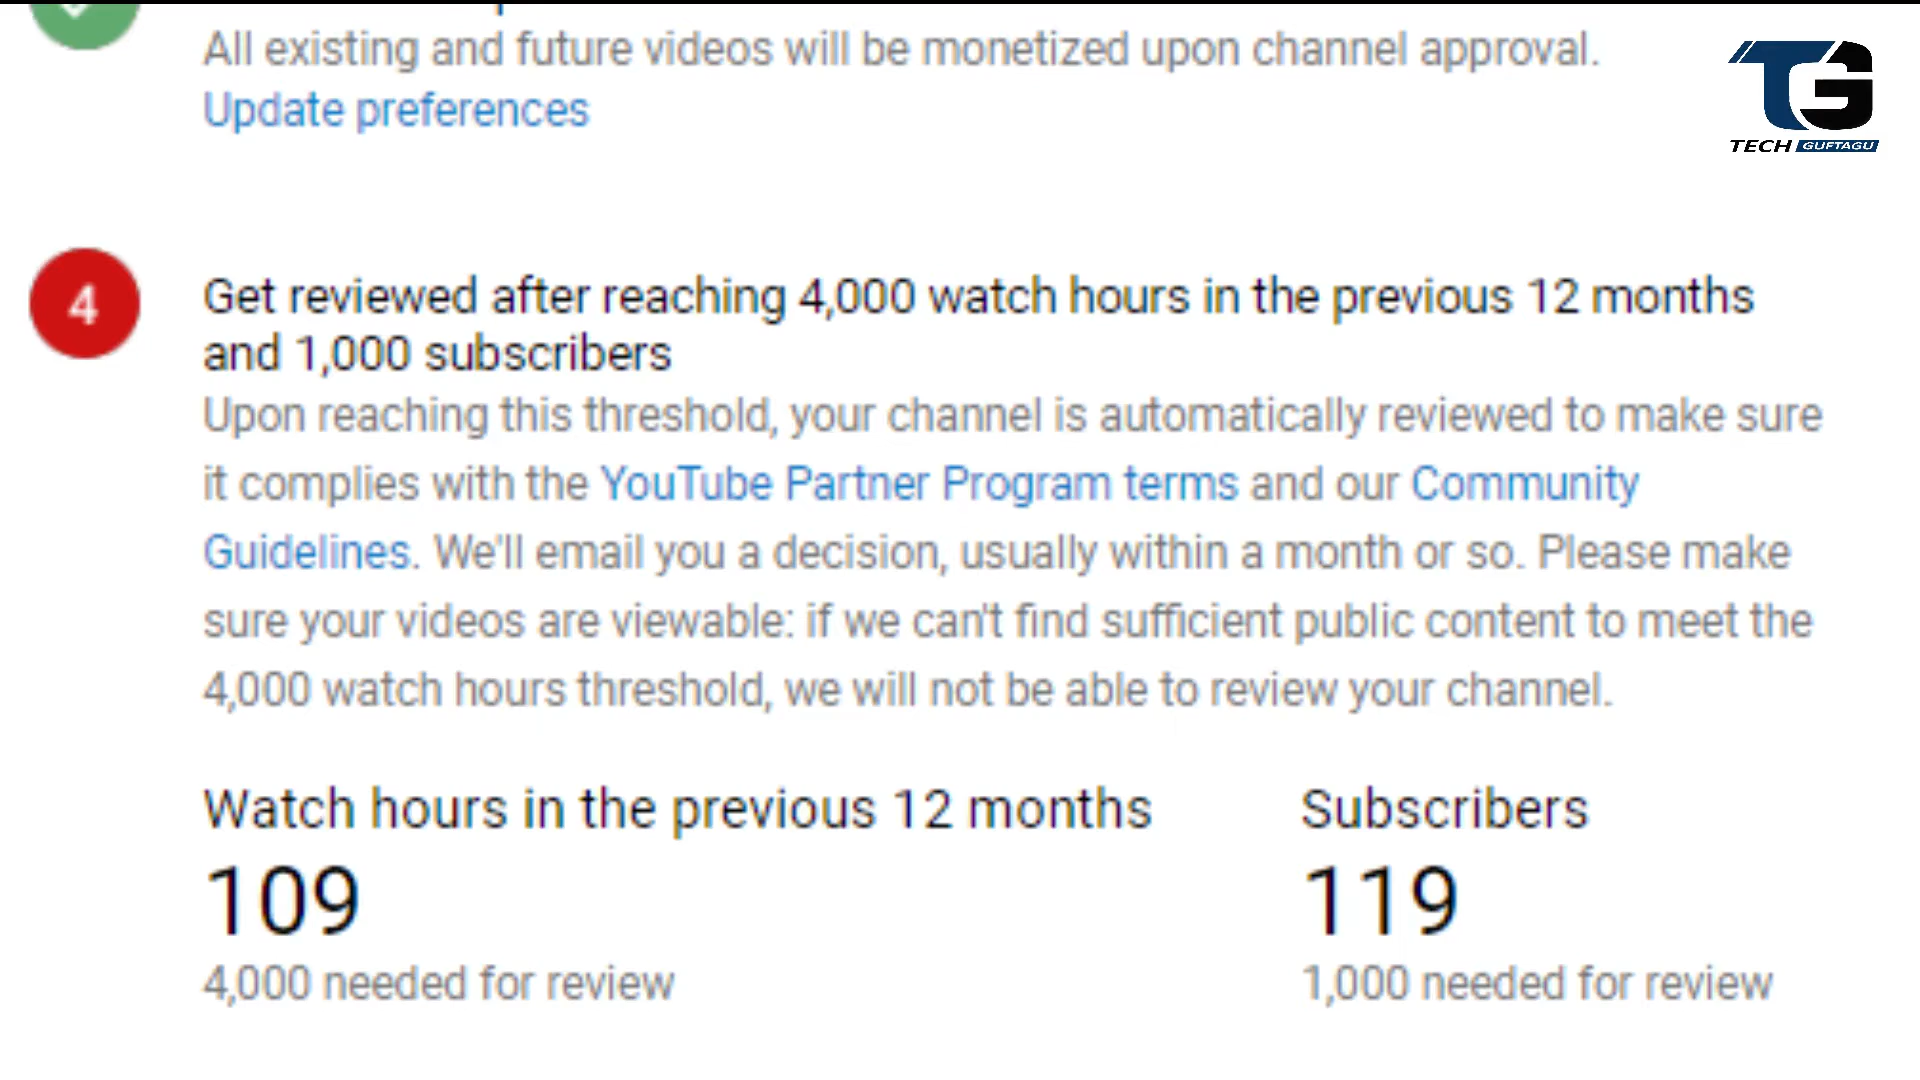 All existing and future videos will be monetized upon channel approval.
Update preferences
TG
TECH GUFTAGU
4
Get reviewed after reaching 4,000 watch hours in the previous 12 months
and 1,000 subscribers
Upon reaching this threshold, your channel is automatically reviewed to make sure
it complies with the YouTube Partner Program terms and our Community
Guidelines. We'll email you a decision, usually within a month or so. Please make
sure your videos are viewable: if we can't find sufficient public content to meet the
4,000 watch hours threshold, we will not be able to review your channel.
Watch hours in the previous 12 months
109
4,000 needed for review
Subscribers
119
1,000 needed for review